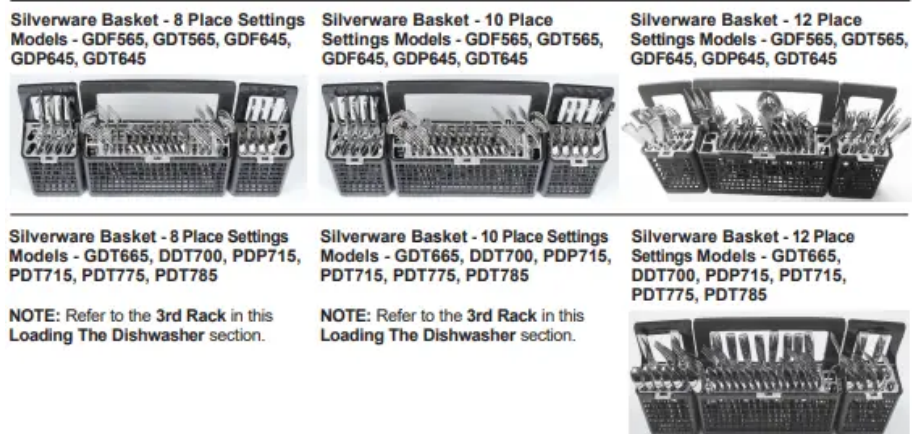 Silverware Basket - 8 Place Settings
Models - GDF565, GDT565, GDF645,
GDP645, GDT645
Silverware Basket - 10 Place
Settings Models - GDF565, GDT565,
GDF645, GDP645, GDT645
Silverware Basket - 12 Place
Settings Models - GDF565, GDT565,
GDF645, GDP645, GDT645
Silverware Basket - 8 Place Settings
Models - GDT665, DDT700, PDP715,
PDT715, PDT775, PDT785
NOTE: Refer to the 3rd Rack in this
Loading The Dishwasher section.
Silverware Basket - 10 Place Settings
Models - GDT665, DDT700, PDP715,
PDT715, PDT775, PDT785
NOTE: Refer to the 3rd Rack in this
Loading The Dishwasher section.
Silverware Basket - 12 Place
Settings Models - GDT665,
DDT700, PDP715, PDT715,
PDT775, PDT785